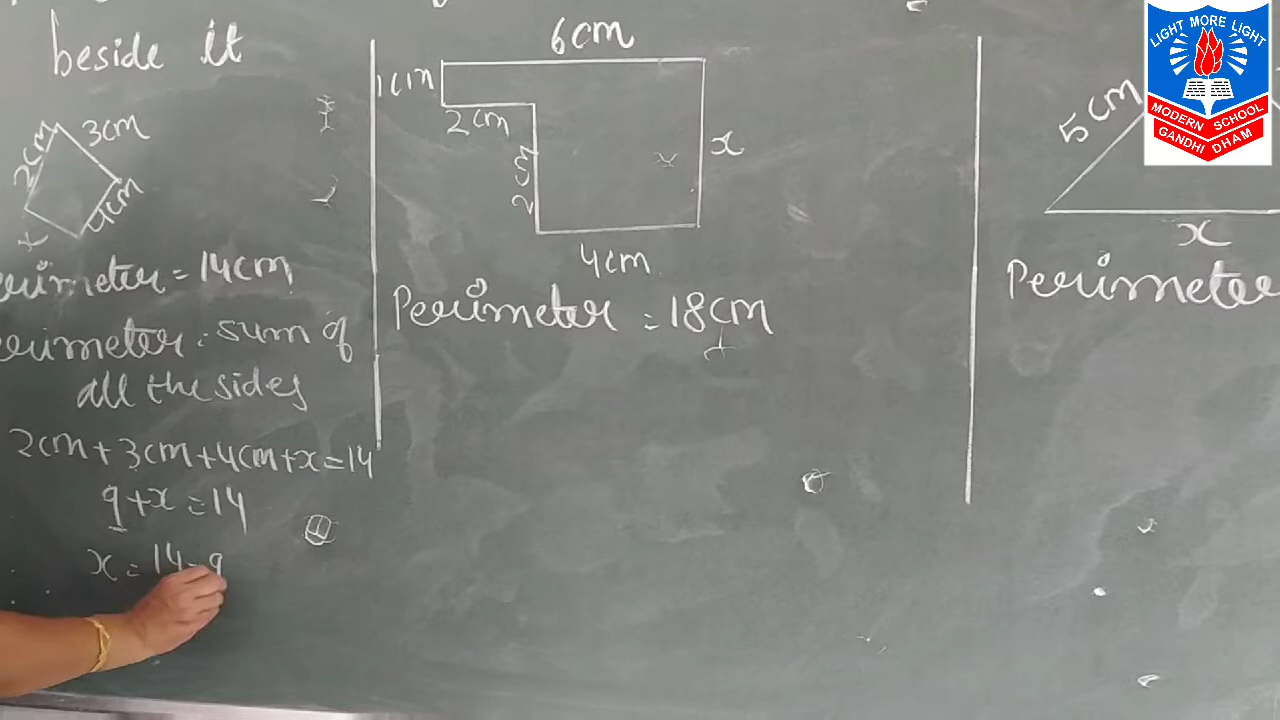 beside it
2cm
3cm
4cm
x
Perimeter = 14cm
Perimeter = sum of
all the sides
2cm+3cm+4cm+x=14
9+x=14
x=14-9
6cm
1cm
2cm
x
4cm
Perimeter = 18cm
5cm
x
Perimeter
LIGHT MORE LIGHT
MODERN SCHOOL
GANDHI DHAM